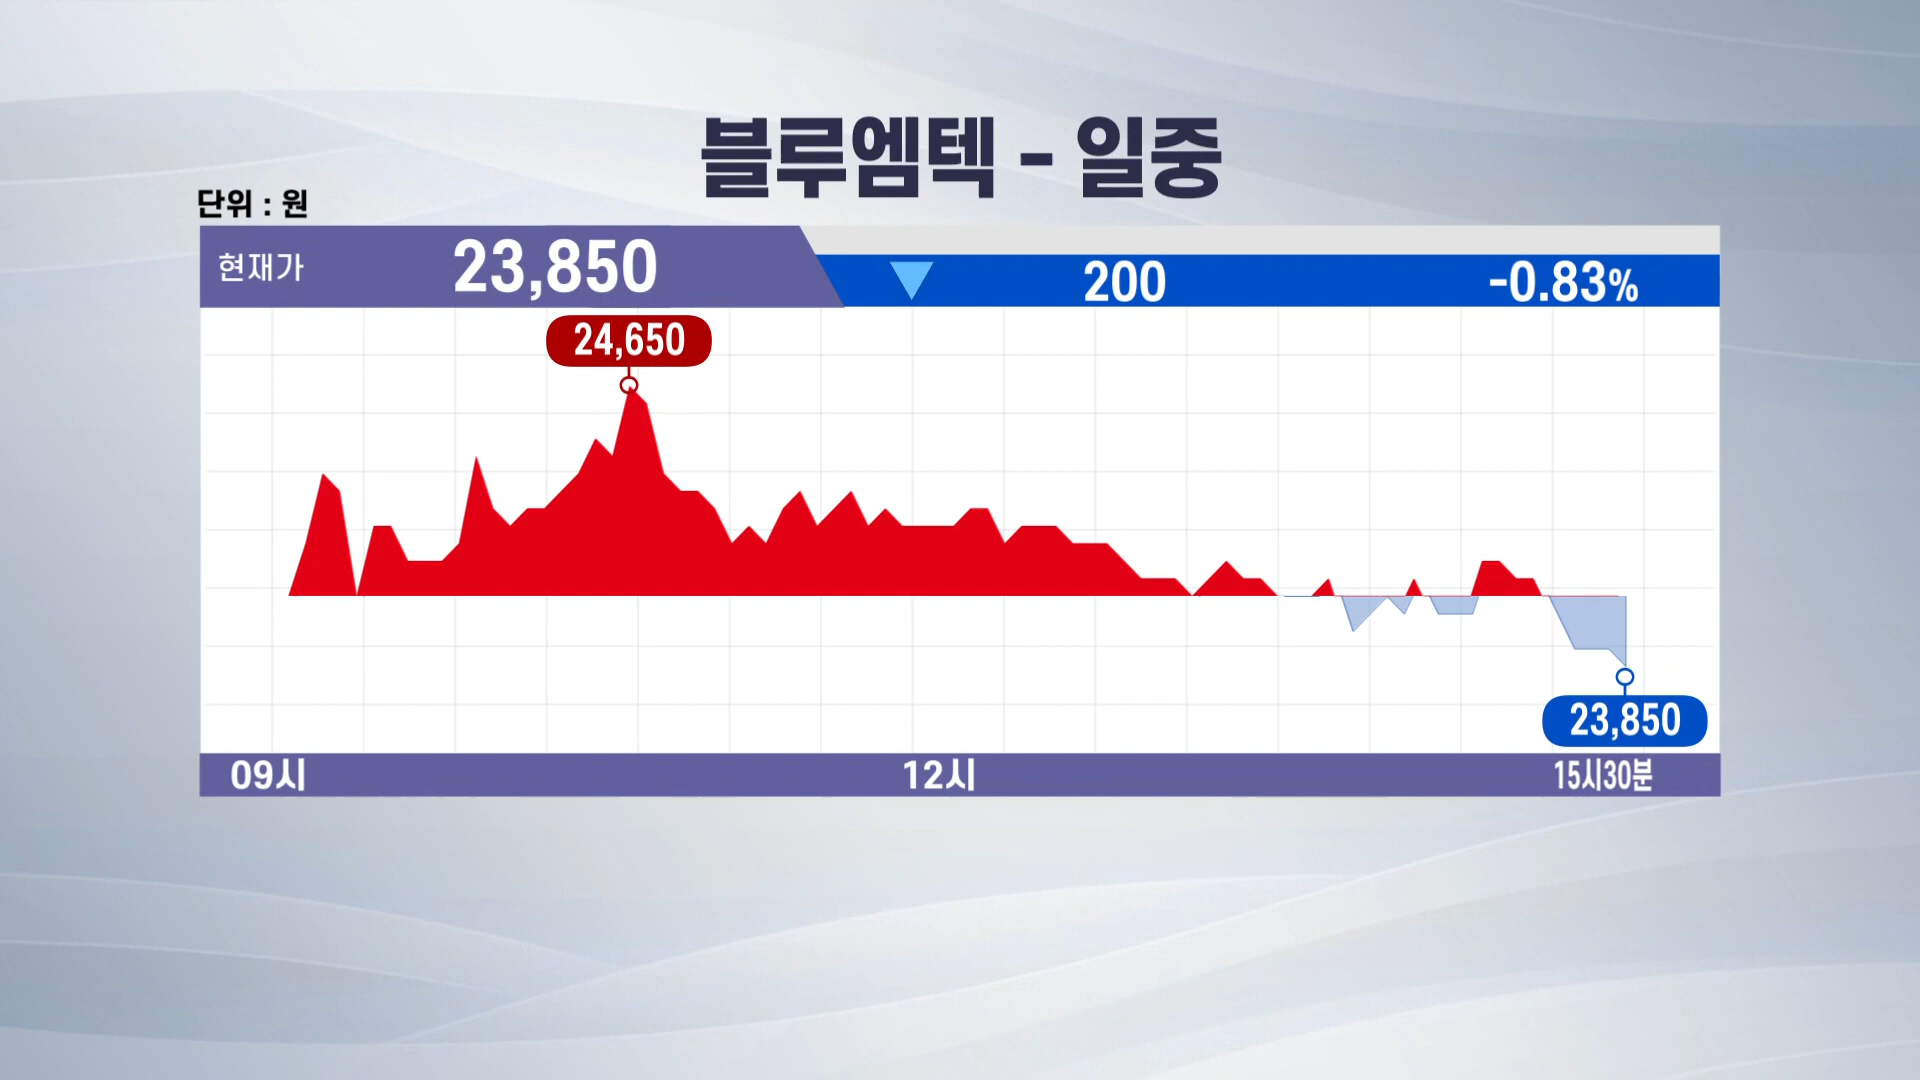 블루엠텍 - 일중
단위 : 원
현재가 23,850 ▼ 200 -0.83%
24,650
23,850
09시 12시 15시30분